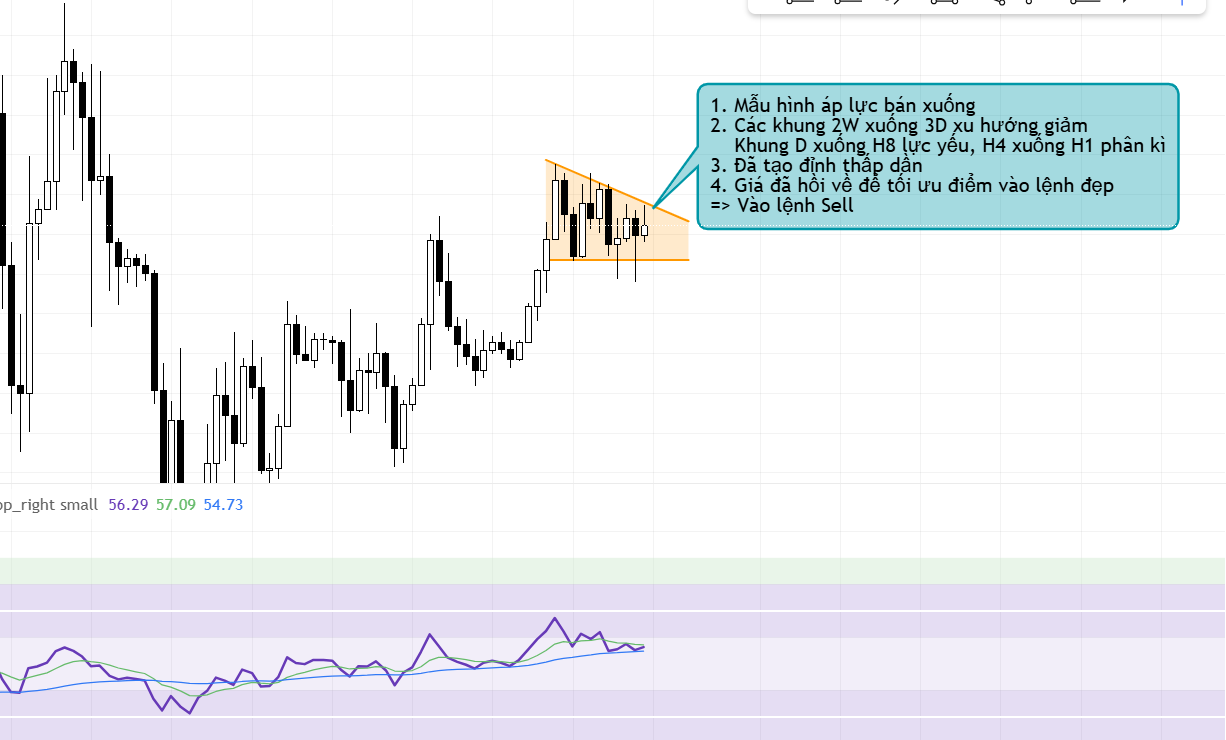 1. Mẫu hình áp lực bán xuống
2. Các khung 2W xuống 3D xu hướng giảm
Khung D xuống H8 lực yếu, H4 xuống H1 phân kì
3. Đã tạo đỉnh thấp dần
4. Giá đã hồi về để tối ưu điểm vào lệnh đẹp
=> Vào lệnh Sell
op_right small 56.29 57.09 54.73